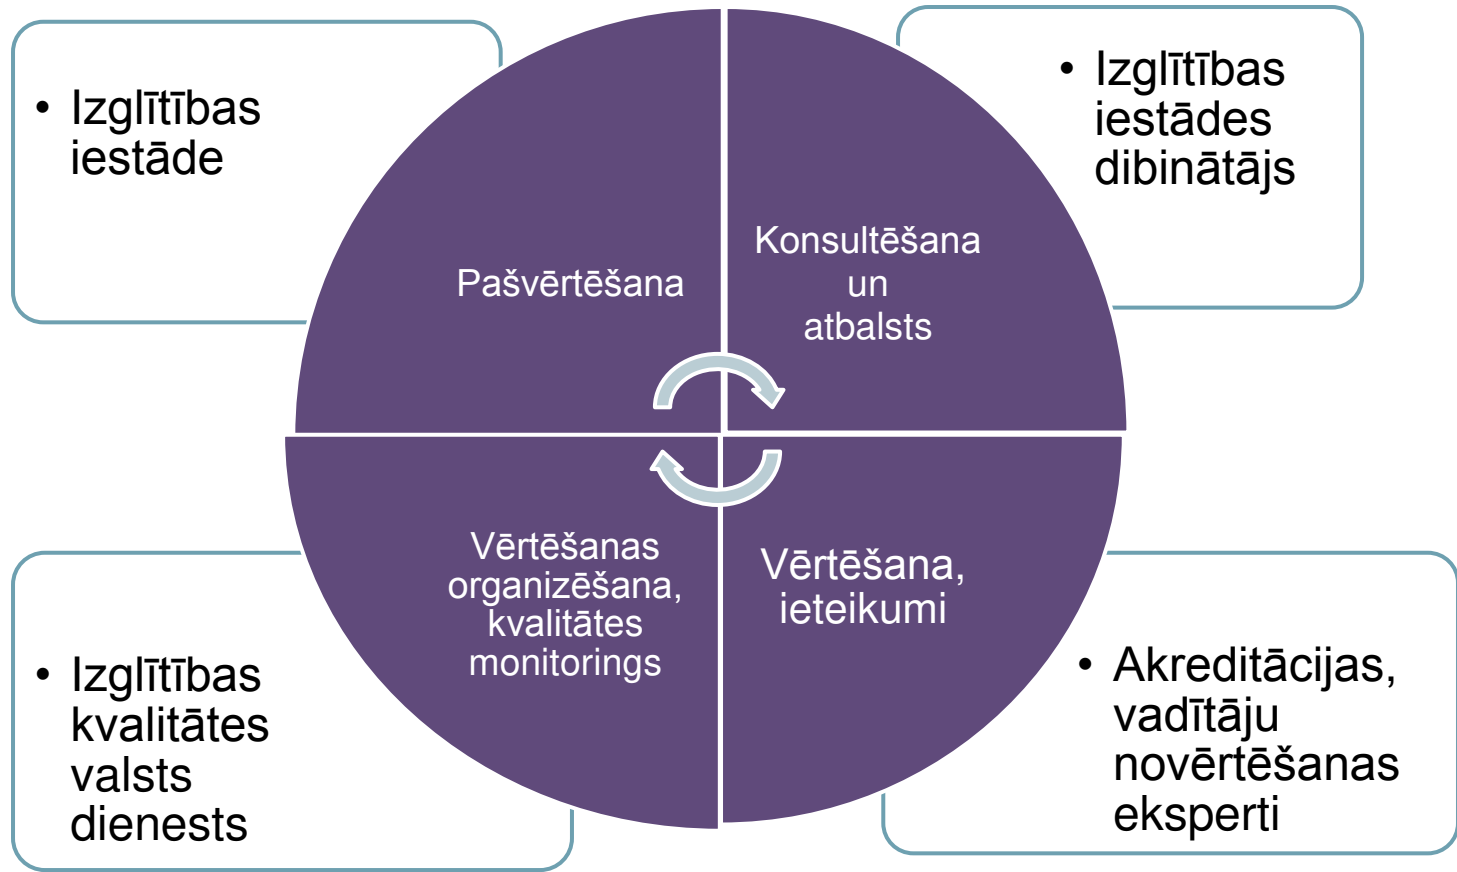 • Izglītības
iestāde
• Izglītības
iestādes
dibinātājs
Pašvērtēšana
Konsultēšana
un
atbalsts
Vērtēšanas
organizēšana,
kvalitātes
monitorings
Vērtēšana,
ieteikumi
• Izglītības
kvalitātes
valsts
dienests
• Akreditācijas,
vadītāju
novērtēšanas
eksperti